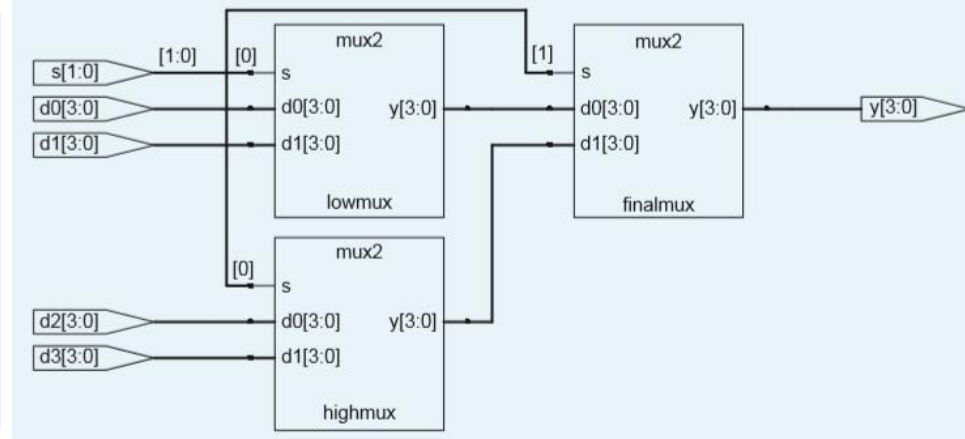 mux2
mux2
[1:0]
[0]
[1]
s[1:0]
s
s
d0[3:0]
d0[3:0]
y[3:0]
d0[3:0]
y[3:0]
y[3:0]
d1[3:0]
d1[3:0]
d1[3:0]
lowmux
finalmux
mux2
[0]
s
d2[3:0]
d0[3:0]
y[3:0]
d3[3:0]
d1[3:0]
highmux